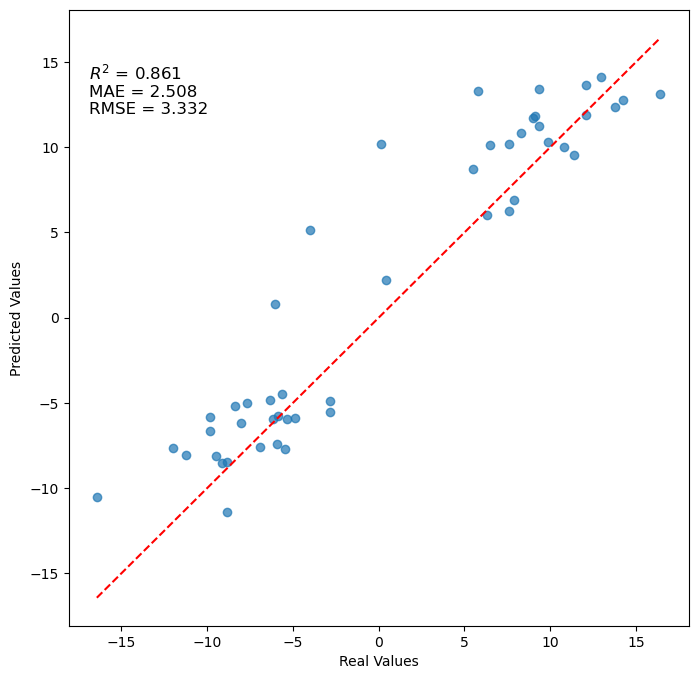 R² = 0.861
MAE = 2.508
RMSE = 3.332
15
10
5
0
−5
−10
−15
Predicted Values
−15 −10 −5 0 5 10 15
Real Values